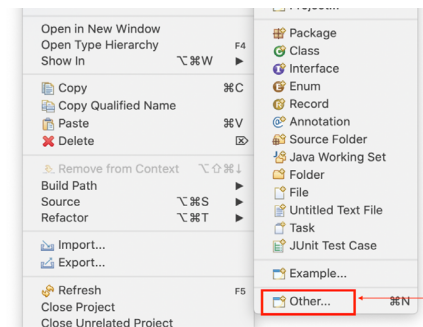 Open in New Window
Open Type Hierarchy F4
Show In ⌥⌘W ▶
Copy ⌘C
Copy Qualified Name
Paste ⌘V
Delete ⌦
Remove from Context ⌥⇧⌘↓
Build Path ▶
Source ⌥⌘S ▶
Refactor ⌥⌘T ▶
Import...
Export...
Refresh F5
Close Project
Close Unrelated Project
Project...
Package
Class
Interface
Enum
Record
Annotation
Source Folder
Java Working Set
Folder
File
Untitled Text File
Task
JUnit Test Case
Example...
Other... ⌘N